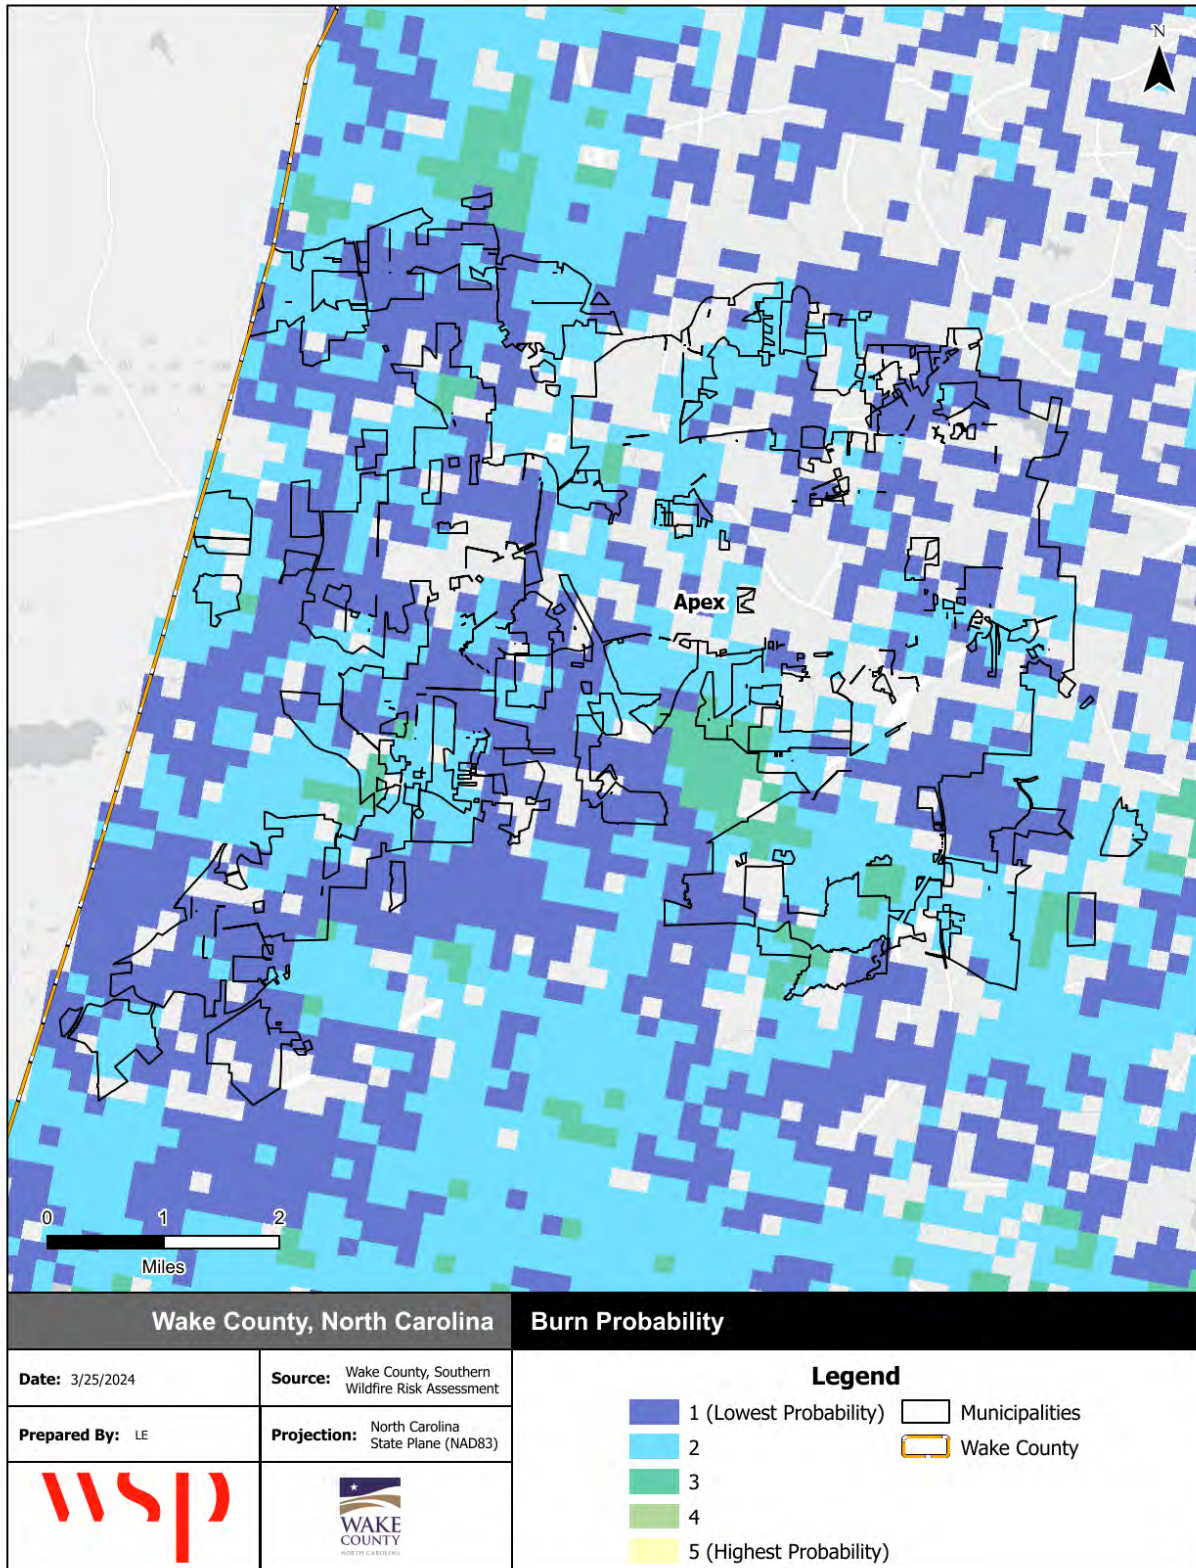 N
Apex
0 1 2
Miles
Wake County, North Carolina
Burn Probability
Date: 3/25/2024
Source: Wake County, Southern
Wildfire Risk Assessment
Prepared By: LE
Projection: North Carolina
State Plane (NAD83)
wsp
WAKE
COUNTY
NORTH CAROLINA
Legend
1 (Lowest Probability)
2
3
4
5 (Highest Probability)
Municipalities
Wake County